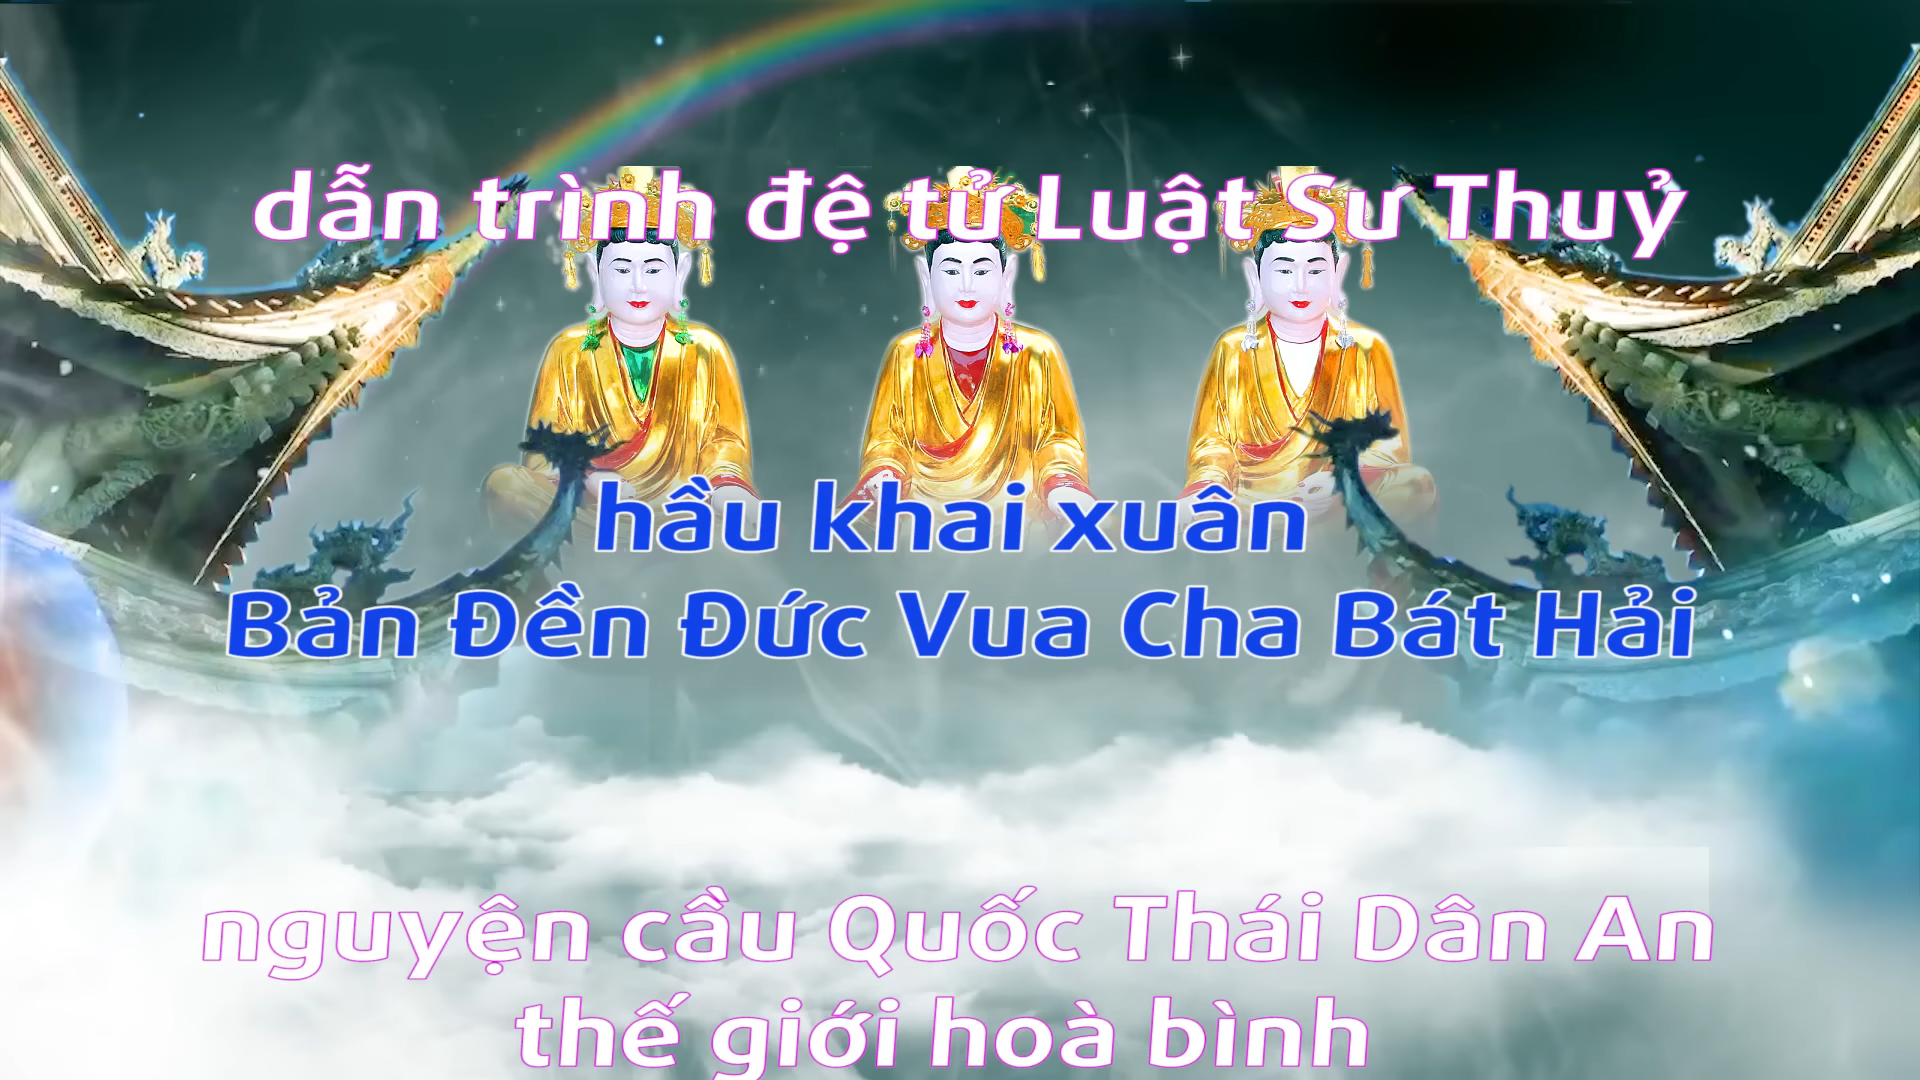 dẫn trình đệ tử Luật Sư Thuỷ
hầu khai xuân
Bản Đền Đức Vua Cha Bát Hải
nguyện cầu Quốc Thái Dân An
thế giới hoà bình